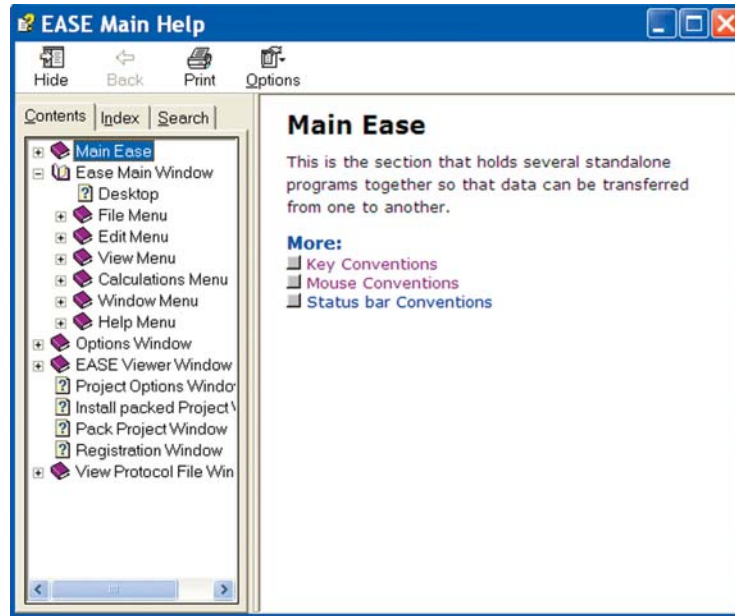 EASE Main Help
Hide Back Print Options
Contents Index Search
Main Ease
Ease Main Window
Desktop
File Menu
Edit Menu
View Menu
Calculations Menu
Window Menu
Help Menu
Options Window
EASE Viewer Window
Project Options Windo
Install packed Project
Pack Project Window
Registration Window
View Protocol File Win
Main Ease
This is the section that holds several standalone
programs together so that data can be transferred
from one to another.
More:
Key Conventions
Mouse Conventions
Status bar Conventions